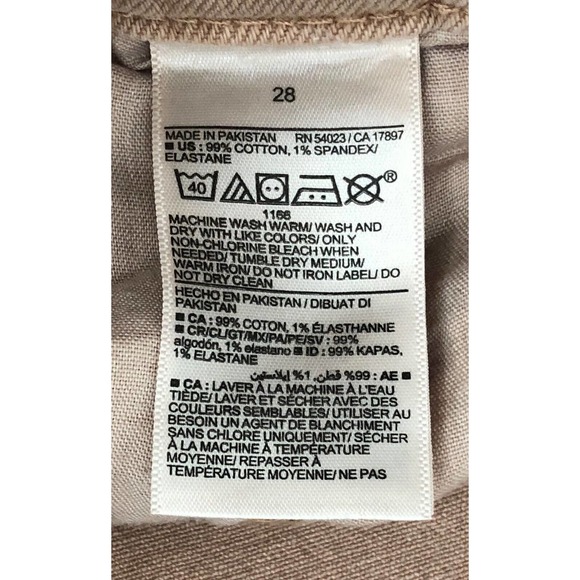 28
MADE IN PAKISTAN RN 54023 / CA 17897
■ US : 99% COTTON, 1% SPANDEX/
ELASTANE
40
1166
MACHINE WASH WARM/ WASH AND
DRY WITH LIKE COLORS/ ONLY
NON-CHLORINE BLEACH WHEN
NEEDED/ TUMBLE DRY MEDIUM/
WARM IRON/ DO NOT IRON LABEL/ DO
NOT DRY CLEAN
HECHO EN PAKISTAN / DIBUAT DI
PAKISTAN
■ CA : 99% COTON, 1% ÉLASTHANNE
■ CR/CL/GT/MX/PA/PE/SV : 99%
algodón, 1% elastano ■ ID : 99% KAPAS,
1% ELASTANE
■ AE : 99% قطن, 1% إيلاستين
■ CA : LAVER À LA MACHINE À L'EAU
TIÈDE/ LAVER ET SÉCHER AVEC DES
COULEURS SEMBLABLES/ UTILISER AU
BESOIN UN AGENT DE BLANCHIMENT
SANS CHLORE UNIQUEMENT/ SÉCHER
À LA MACHINE À TEMPÉRATURE
MOYENNE/ REPASSER À
TEMPÉRATURE MOYENNE/ NE PAS